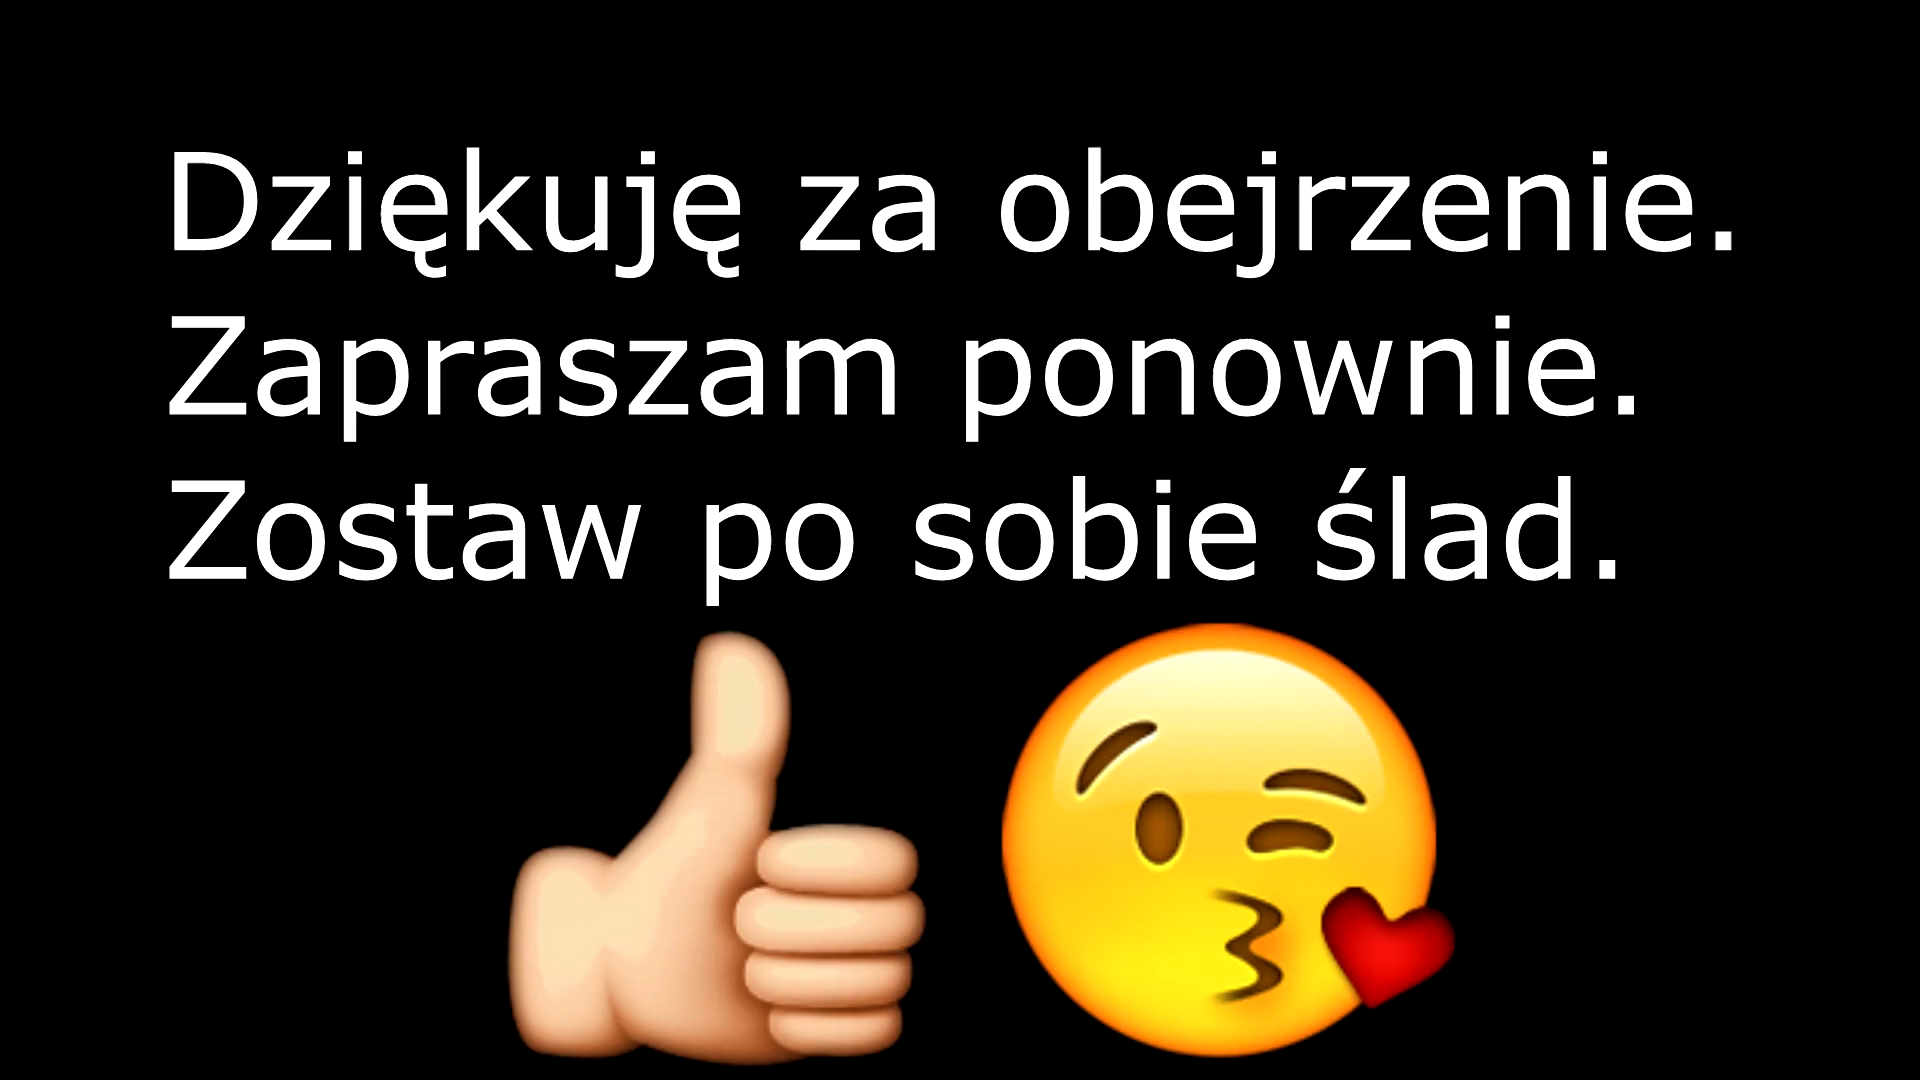 Dziękuję za obejrzenie.
Zapraszam ponownie.
Zostaw po sobie ślad.